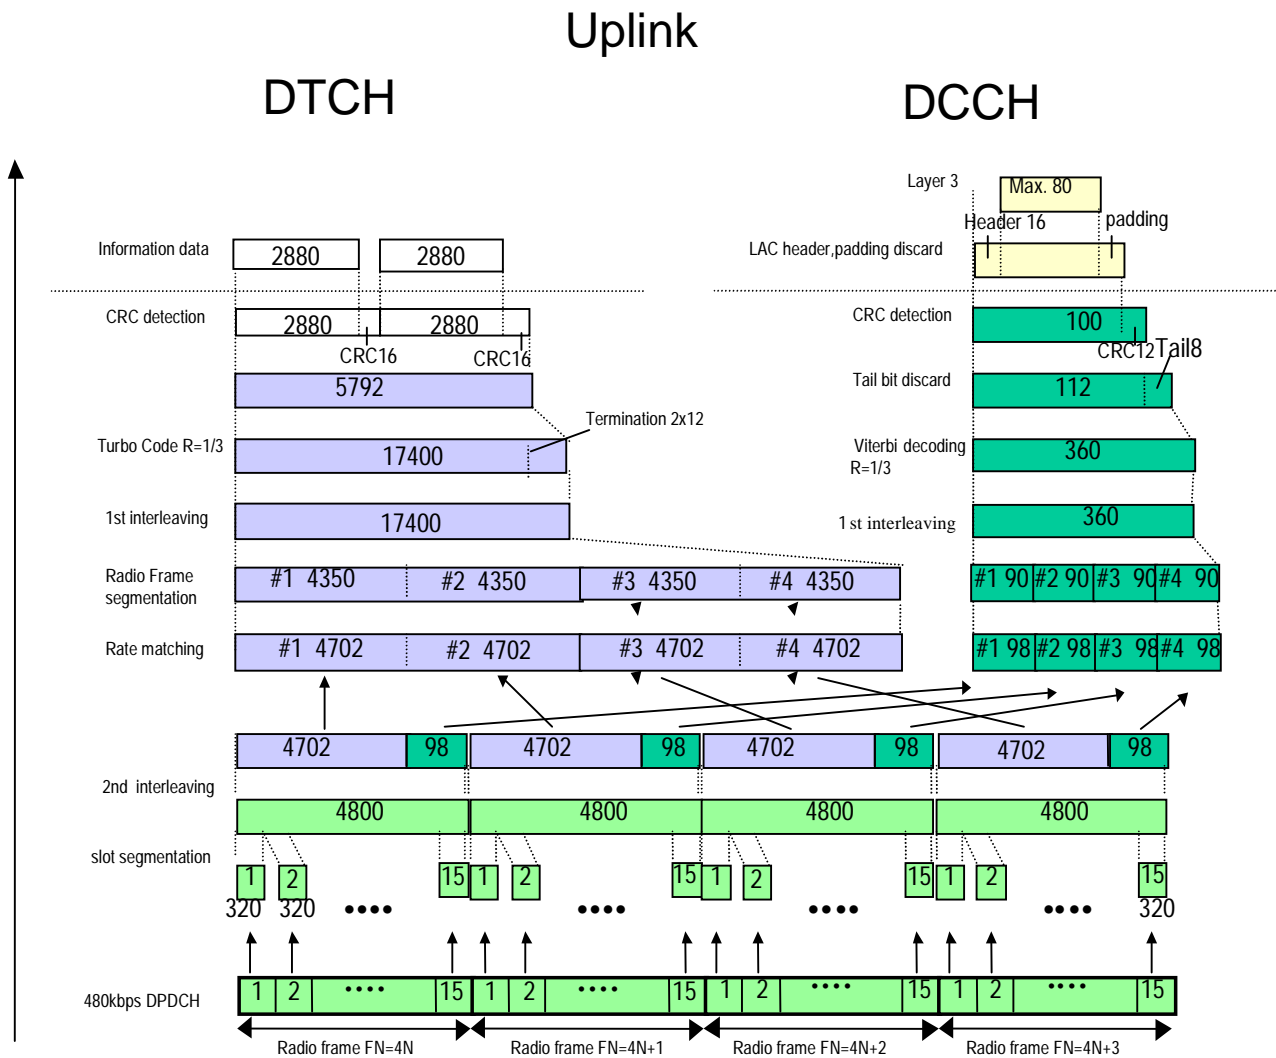 Uplink
DTCH
DCCH
Layer 3
Max. 80
Header 16
padding
Information data
2880
2880
LAC header,padding discard
CRC detection
2880
2880
CRC16
CRC16
CRC detection
100
CRC12
Tail8
5792
Tail bit discard
112
Termination 2x12
Turbo Code R=1/3
17400
Viterbi decoding
R=1/3
360
1st interleaving
17400
1st interleaving
360
Radio Frame
segmentation
#1 4350
#2 4350
#3 4350
#4 4350
#1 90
#2 90
#3 90
#4 90
Rate matching
#1 4702
#2 4702
#3 4702
#4 4702
#1 98
#2 98
#3 98
#4 98
4702
98
4702
98
4702
98
4702
98
2nd interleaving
4800
4800
4800
4800
slot segmentation
1
2
15
1
2
15
1
2
15
1
2
15
320
320
••••
••••
••••
••••
320
480kbps DPDCH
1
2
••••
15
1
2
••••
15
1
2
••••
15
1
2
••••
15
Radio frame FN=4N
Radio frame FN=4N+1
Radio frame FN=4N+2
Radio frame FN=4N+3